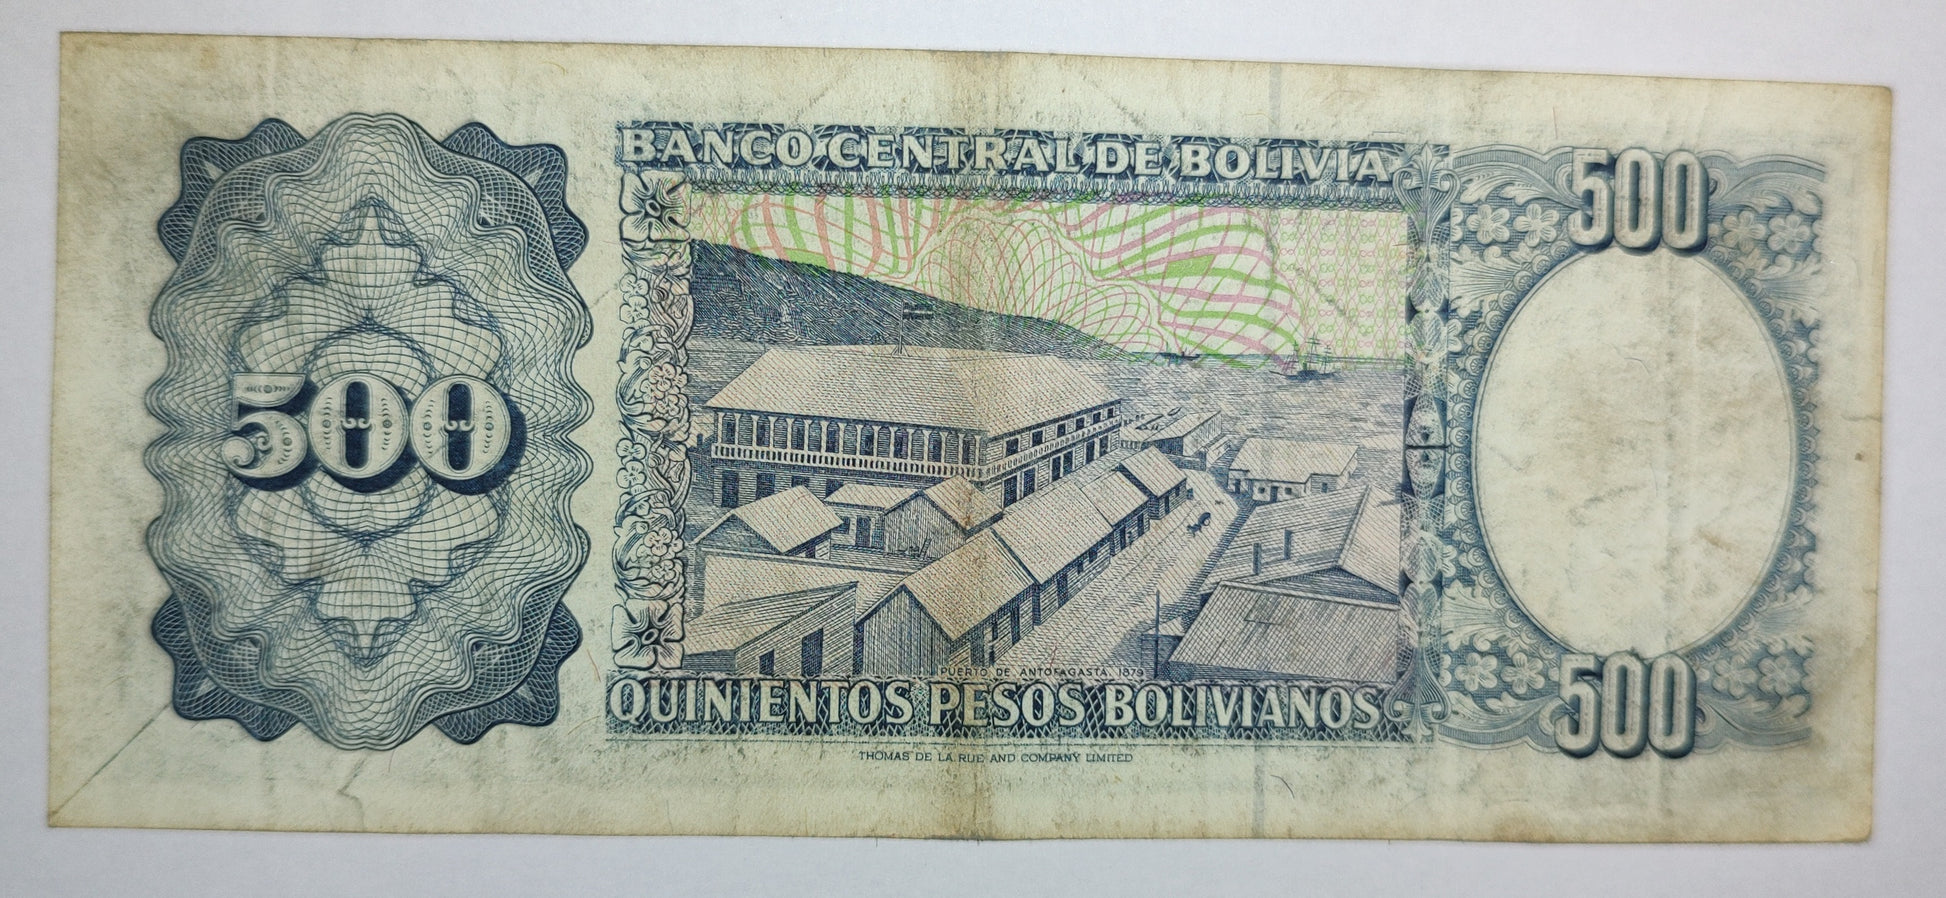 BANCO CENTRAL DE BOLIVIA
500
500
PUERTO DE ANTOFAGASTA 1879
QUINIENTOS PESOS BOLIVIANOS
500
THOMAS DE LA RUE AND COMPANY LIMITED